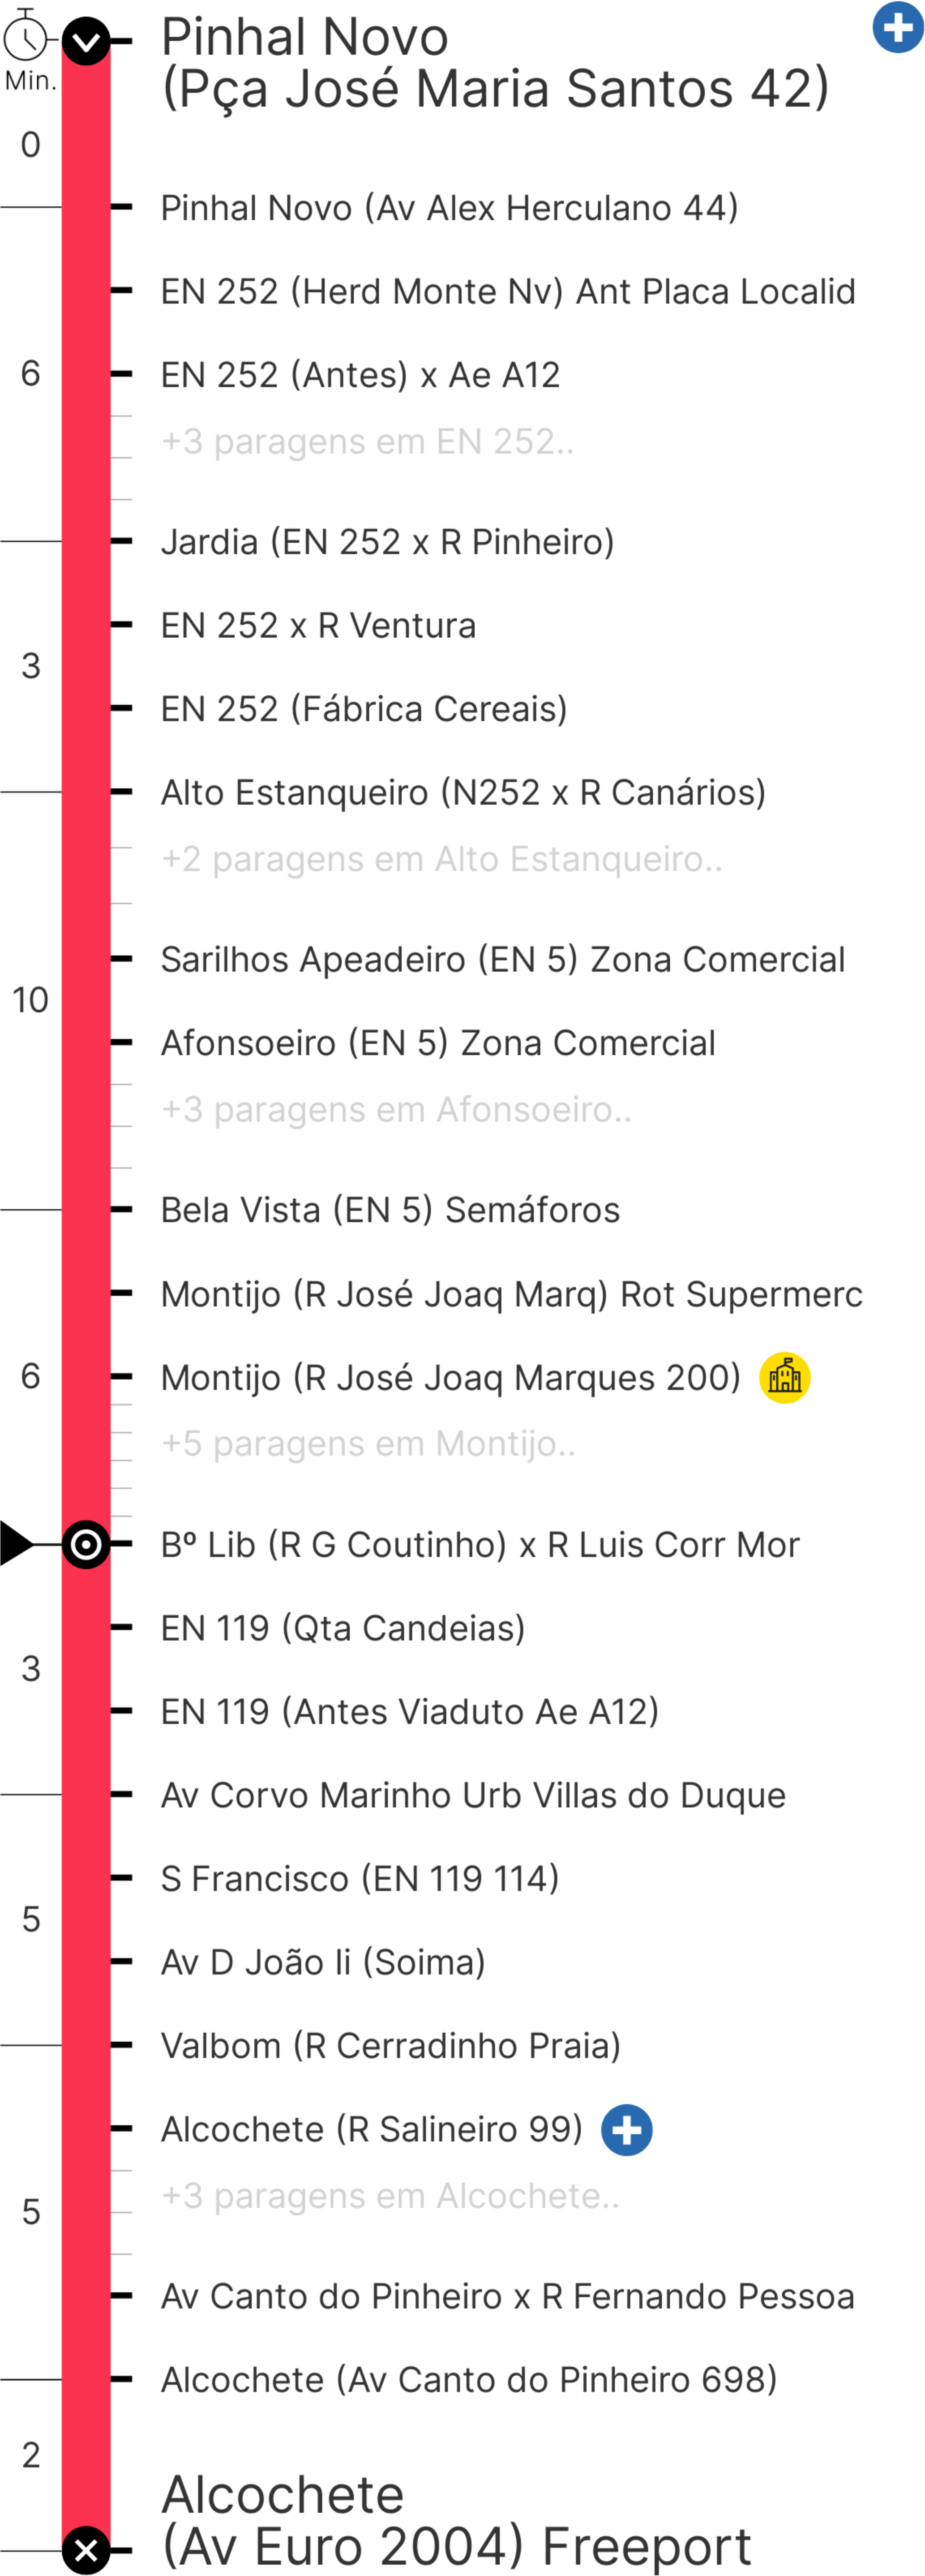 Pinhal Novo
(Pça José Maria Santos 42)
Min.
0
Pinhal Novo (Av Alex Herculano 44)
EN 252 (Herd Monte Nv) Ant Placa Localid
6
EN 252 (Antes) x Ae A12
+3 paragens em EN 252..
Jardia (EN 252 x R Pinheiro)
EN 252 x R Ventura
3
EN 252 (Fábrica Cereais)
Alto Estanqueiro (N252 x R Canários)
+2 paragens em Alto Estanqueiro..
Sarilhos Apeadeiro (EN 5) Zona Comercial
10
Afonsoeiro (EN 5) Zona Comercial
+3 paragens em Afonsoeiro..
Bela Vista (EN 5) Semáforos
Montijo (R José Joaq Marq) Rot Supermerc
6
Montijo (R José Joaq Marques 200)
+5 paragens em Montijo..
Bº Lib (R G Coutinho) x R Luis Corr Mor
EN 119 (Qta Candeias)
3
EN 119 (Antes Viaduto Ae A12)
Av Corvo Marinho Urb Villas do Duque
S Francisco (EN 119 114)
5
Av D João Ii (Soima)
Valbom (R Cerradinho Praia)
Alcochete (R Salineiro 99)
+3 paragens em Alcochete..
5
Av Canto do Pinheiro x R Fernando Pessoa
Alcochete (Av Canto do Pinheiro 698)
2
Alcochete
(Av Euro 2004) Freeport